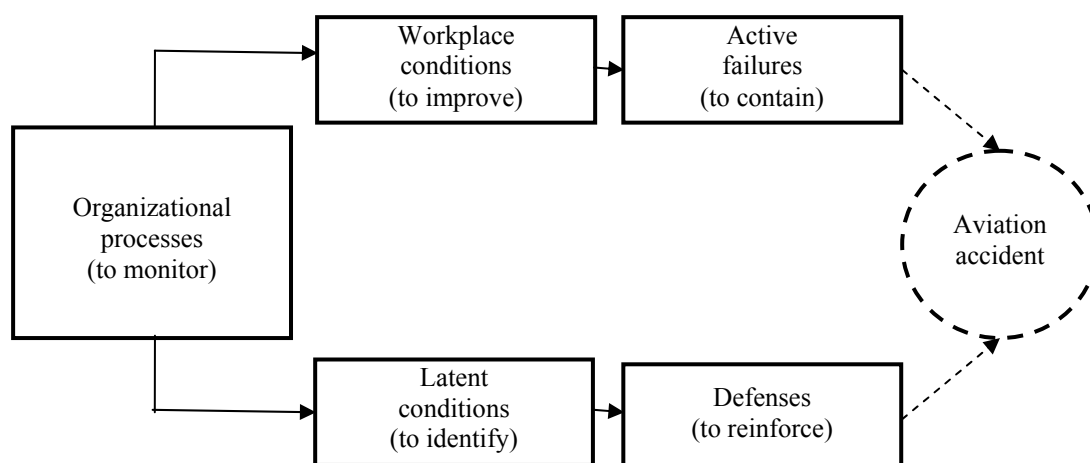 Workplace
conditions
(to improve)
Active
failures
(to contain)
Organizational
processes
(to monitor)
Aviation
accident
Latent
conditions
(to identify)
Defenses
(to reinforce)